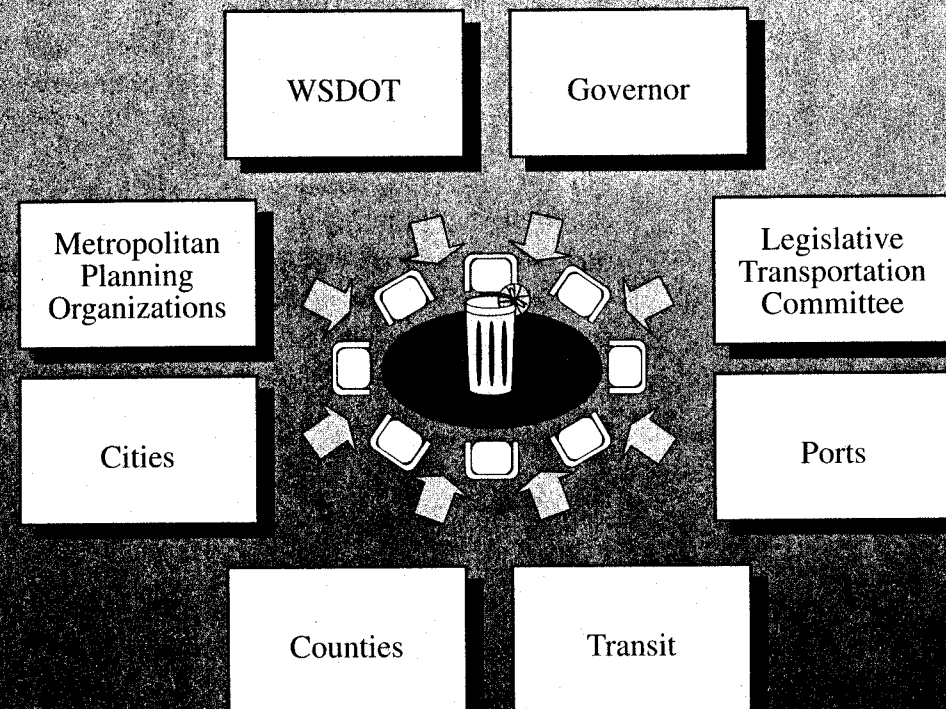 WSDOT
Governor
Metropolitan
Planning
Organizations
Legislative
Transportation
Committee
Cities
Ports
Counties
Transit